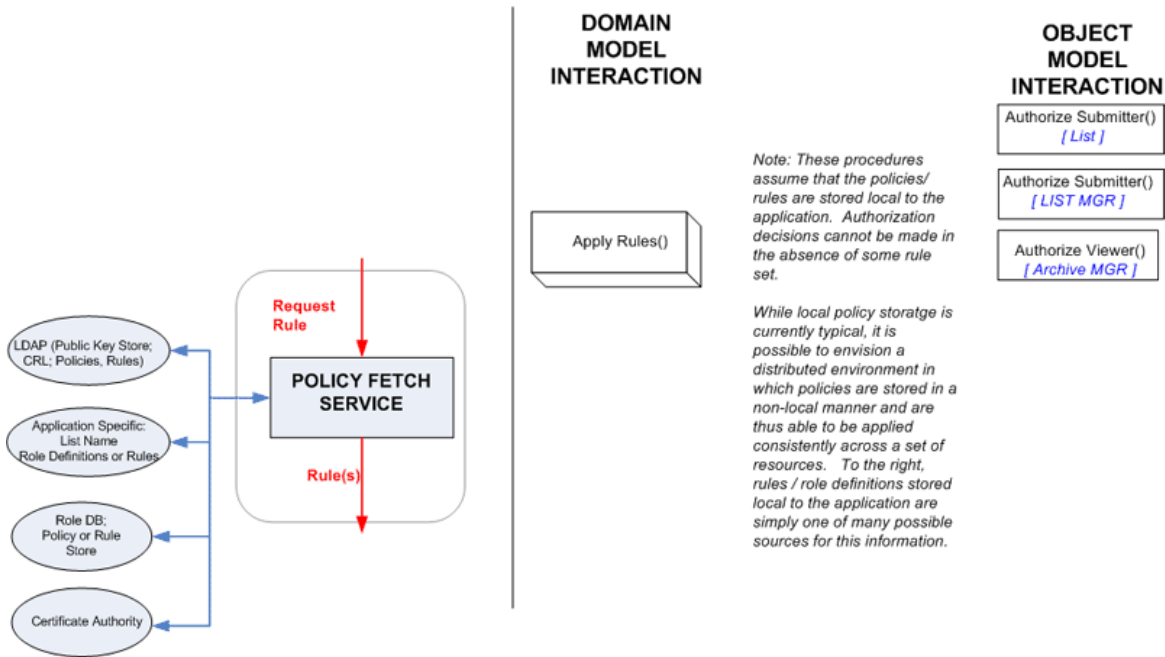 DOMAIN
MODEL
INTERACTION
OBJECT
MODEL
INTERACTION
Authorize Submitter()
[ List ]
Authorize Submitter()
[ LIST MGR ]
Authorize Viewer()
[ Archive MGR ]
Apply Rules()
Note: These procedures
assume that the policies/
rules are stored local to the
application. Authorization
decisions cannot be made in
the absence of some rule
set.
While local policy storatge is
currently typical, it is
possible to envision a
distributed environment in
which policies are stored in a
non-local manner and are
thus able to be applied
consistently across a set of
resources. To the right,
rules / role definitions stored
local to the application are
simply one of many possible
sources for this information.
Request
Rule
POLICY FETCH
SERVICE
Rule(s)
LDAP (Public Key Store;
CRL; Policies, Rules)
Application Specific:
List Name
Role Definitions or Rules
Role DB;
Policy or Rule
Store
Certificate Authority